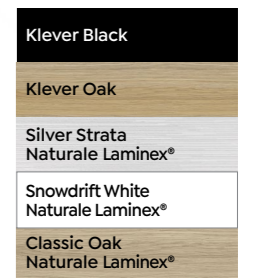 Klever Black
Klever Oak
Silver Strata
Naturale Laminex®
Snowdrift White
Naturale Laminex®
Classic Oak
Naturale Laminex®